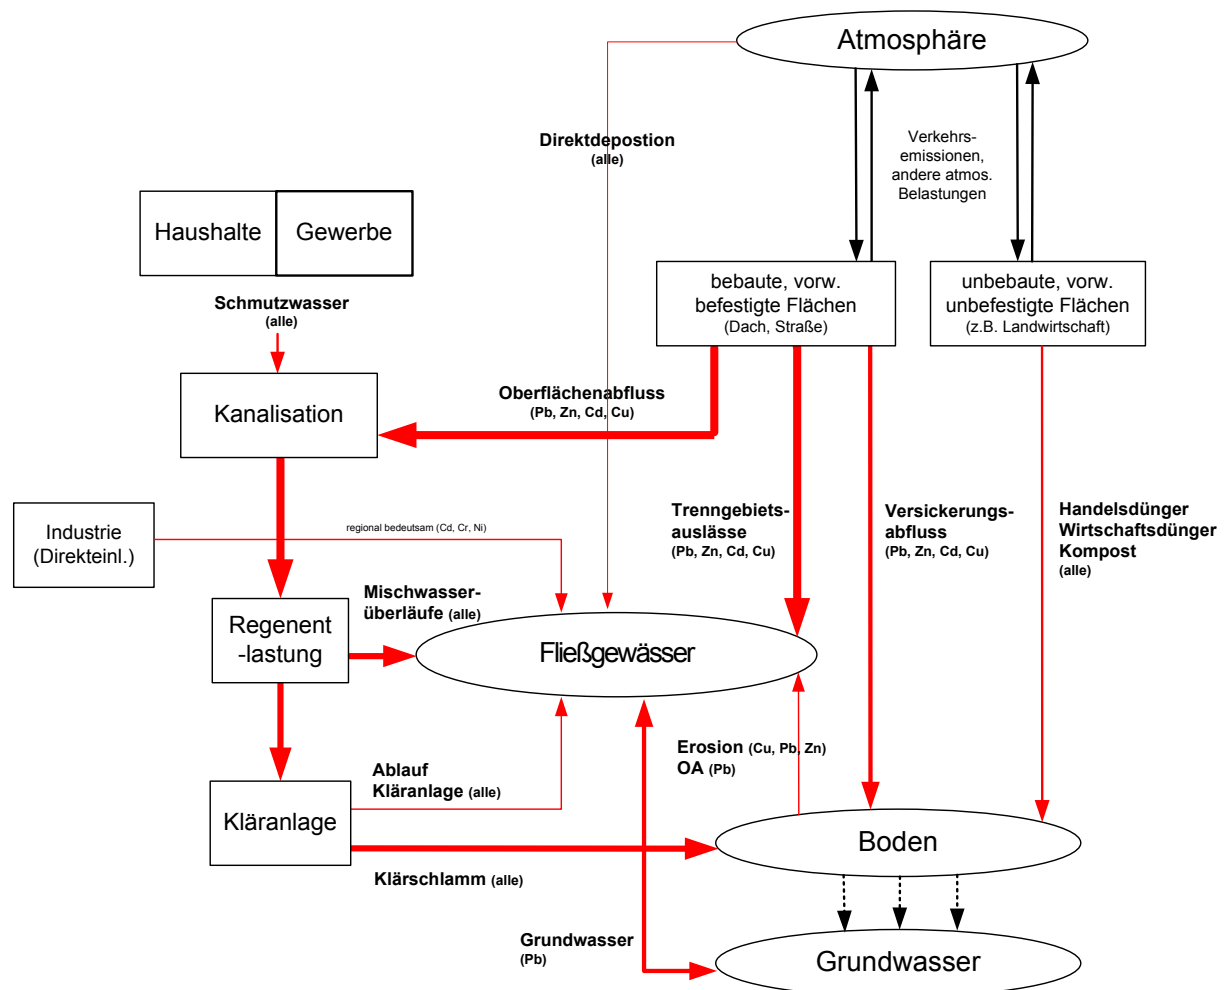 Atmosphäre
Direktdepostion
(alle)
Verkehrs-
emissionen,
andere atmos.
Belastungen
Haushalte
Gewerbe
bebaute, vorw.
befestigte Flächen
(Dach, Straße)
unbebaute, vorw.
unbefestigte Flächen
(z.B. Landwirtschaft)
Schmutzwasser
(alle)
Kanalisation
Oberflächenabfluss
(Pb, Zn, Cd, Cu)
Industrie
(Direkteinl.)
regional bedeutsam (Cd, Cr, Ni)
Trenngebiets-
auslässe
(Pb, Zn, Cd, Cu)
Versickerungs-
abfluss
(Pb, Zn, Cd, Cu)
Handelsdünger
Wirtschaftsdünger
Kompost
(alle)
Mischwasser-
überläufe (alle)
Regenent
-lastung
Fließgewässer
Erosion (Cu, Pb, Zn)
OA (Pb)
Ablauf
Kläranlage (alle)
Kläranlage
Boden
Klärschlamm (alle)
Grundwasser
(Pb)
Grundwasser